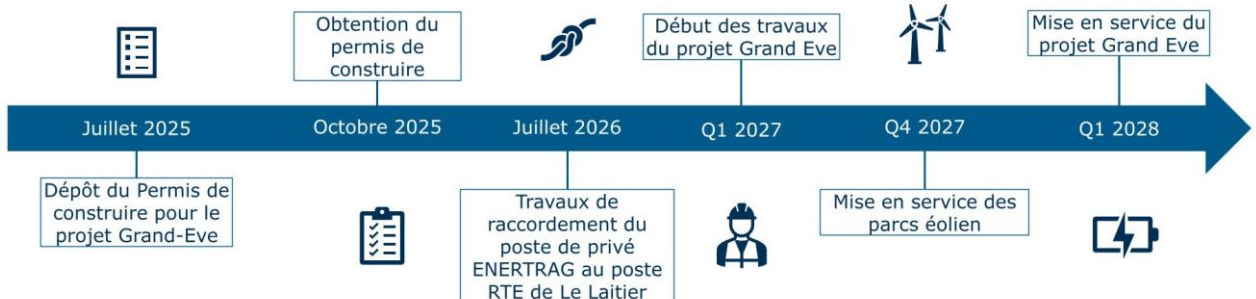 Obtention du
permis de
construire
Début des travaux
du projet Grand Eve
Mise en service du
projet Grand Eve
Juillet 2025
Octobre 2025
Juillet 2026
Q1 2027
Q4 2027
Q1 2028
Dépôt du Permis de
construire pour le
projet Grand-Eve
Travaux de
raccordement du
poste de privé
ENERTRAG au poste
RTE de Le Laitier
Mise en service des
parcs éolien